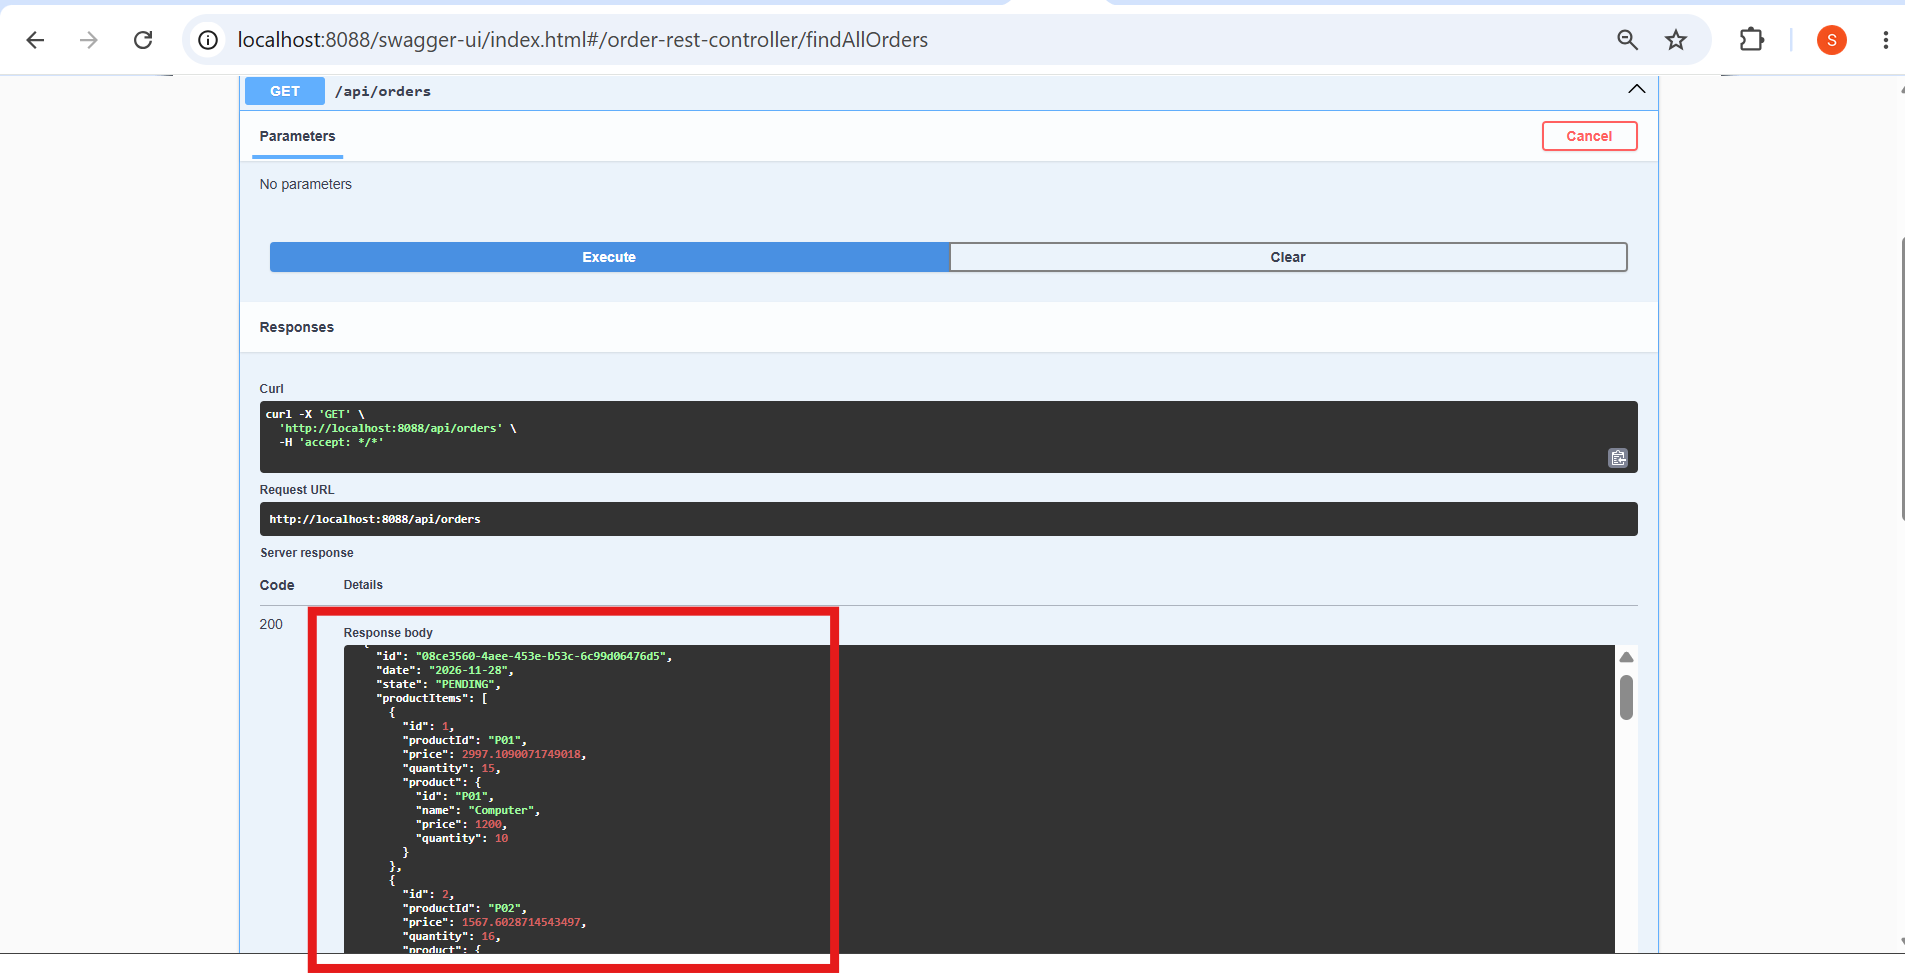 localhost:8088/swagger-ui/index.html#/order-rest-controller/findAllOrders
S
GET /api/orders
Parameters
Cancel
No parameters
Execute
Clear
Responses
Curl
curl -X 'GET' \
  'http://localhost:8088/api/orders' \
  -H 'accept: */*'
Request URL
http://localhost:8088/api/orders
Server response
Code Details
200
Response body
{
"id": "08ce3560-4aee-453e-b53c-6c99d06476d5",
"date": "2026-11-28",
"state": "PENDING",
"productItems": [
{
"id": 1,
"productId": "P01",
"price": 2997.1090071749018,
"quantity": 15,
"product": {
"id": "P01",
"name": "Computer",
"price": 1200,
"quantity": 10
}
},
{
"id": 2,
"productId": "P02",
"price": 1567.6028714543497,
"quantity": 16,
"product": {